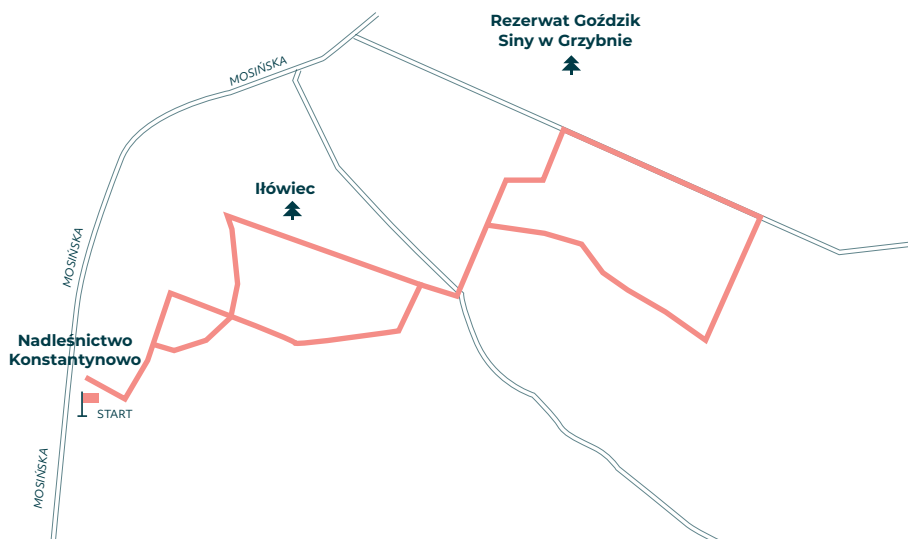 Rezerwat Goździk
Siny w Grzybnie
MOSIŃSKA
Iłówiec
MOSIŃSKA
Nadleśnictwo
Konstantynowo
START
MOSIŃSKA